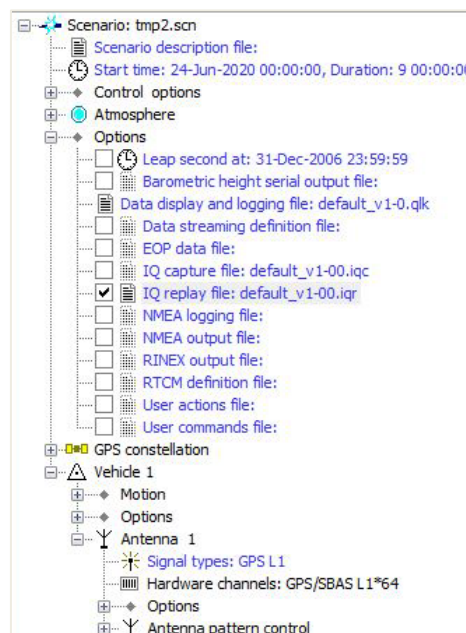 Scenario: tmp2.scn
Scenario description file:
Start time: 24-Jun-2020 00:00:00, Duration: 9 00:00:00
Control options
Atmosphere
Options
Leap second at: 31-Dec-2006 23:59:59
Barometric height serial output file:
Data display and logging file: default_v1-0.qlk
Data streaming definition file:
EOP data file:
IQ capture file: default_v1-00.iqc
IQ replay file: default_v1-00.iqr
NMEA logging file:
NMEA output file:
RINEX output file:
RTCM definition file:
User actions file:
User commands file:
GPS constellation
Vehicle 1
Motion
Options
Antenna 1
Signal types: GPS L1
Hardware channels: GPS/SBAS L1*64
Options
Antenna pattern control